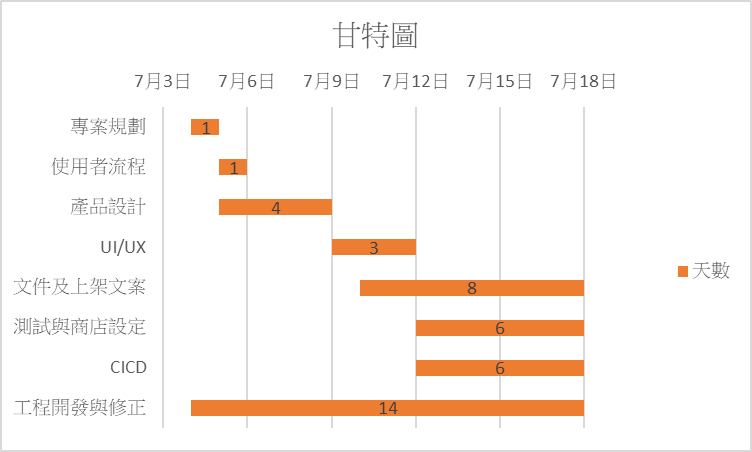 甘特圖
7月3日 7月6日 7月9日 7月12日 7月15日 7月18日
專案規劃 1
使用者流程 1
產品設計 4
UI/UX 3
文件及上架文案 8
天數
測試與商店設定 6
CICD 6
工程開發與修正 14